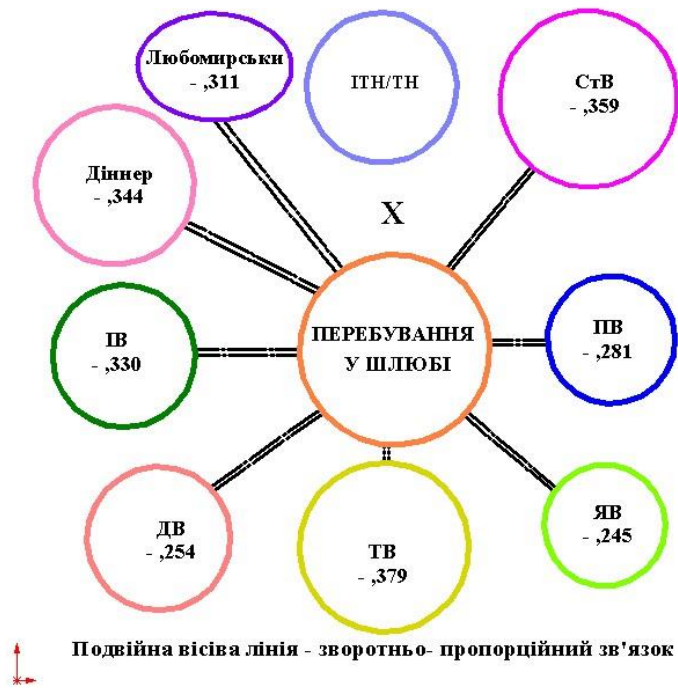 Любомирськи
- ,311
ІТН/ТН
СтВ
- ,359
Діннер
- ,344
Х
ІВ
- ,330
ПЕРЕБУВАННЯ
У ШЛЮБІ
ПВ
- ,281
ДВ
- ,254
ТВ
- ,379
ЯВ
- ,245
Подвійна вісіва лінія - зворотньо- пропорційний зв'язок